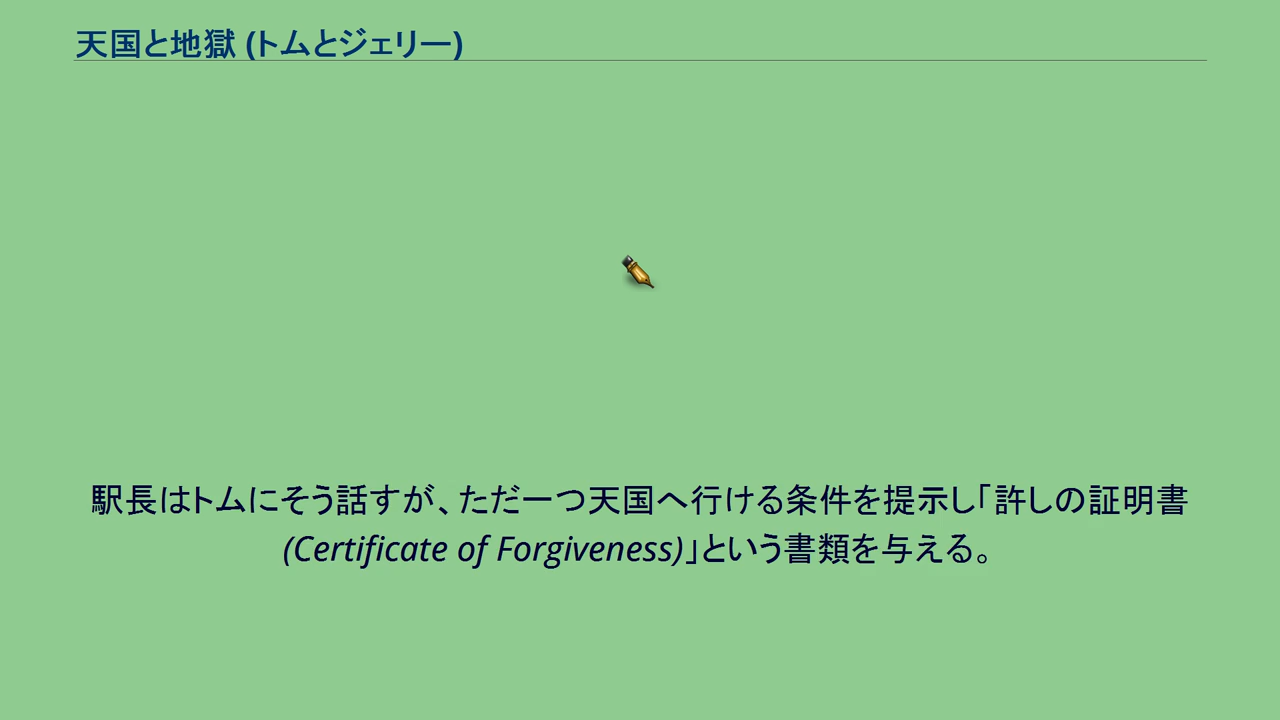 天国と地獄 (トムとジェリー)
駅長はトムにそう話すが、ただ一つ天国へ行ける条件を提示し「許しの証明書
(Certificate of Forgiveness)」という書類を与える。